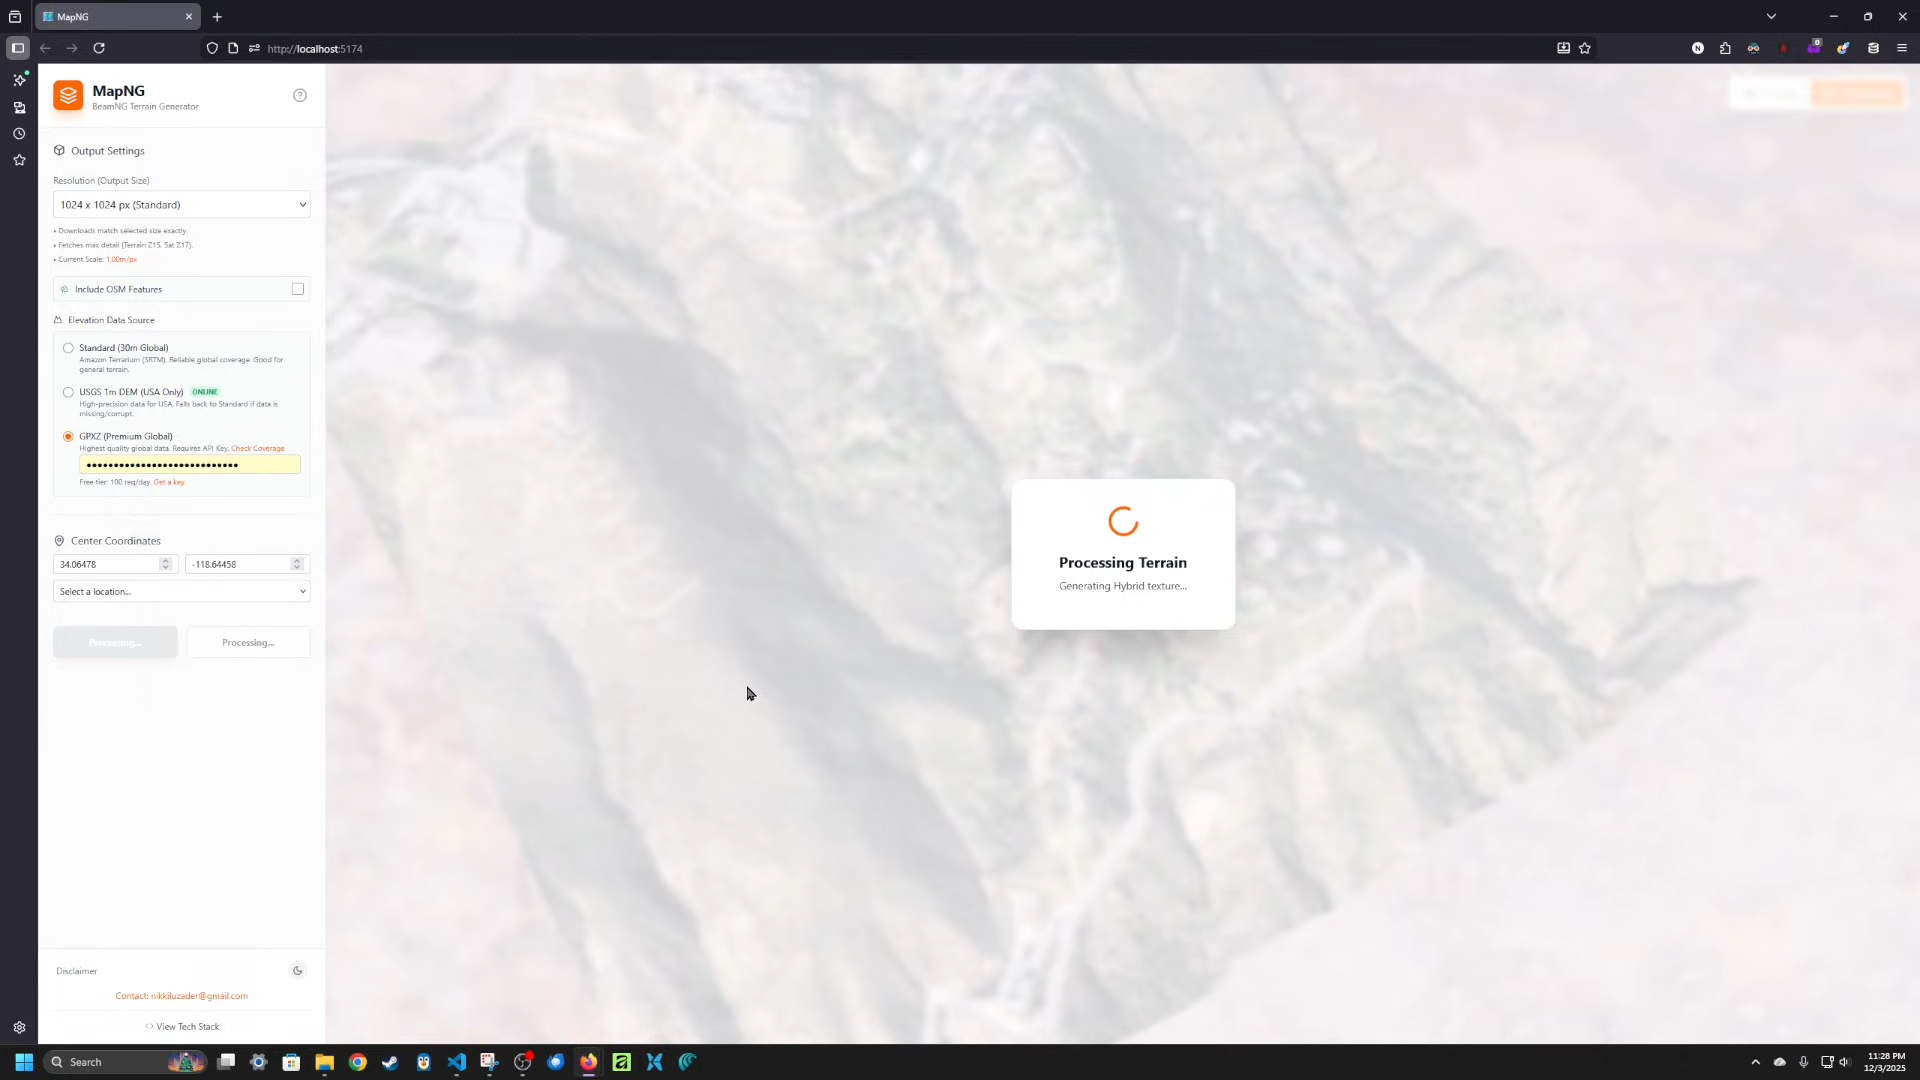 MapNG
http://localhost:5174
MapNG
BeamNG Terrain Generator
Output Settings
Resolution (Output Size)
1024 x 1024 px (Standard)
• Downloads match selected size exactly.
• Fetches max detail (Terrain Z15, Sat Z17).
• Current Scale: 1.00m/px
Include OSM Features
Elevation Data Source
Standard (30m Global)
Amazon Terrarium (SRTM). Reliable global coverage. Good for
general terrain.
USGS 1m DEM (USA Only) ONLINE
High-precision data for USA. Falls back to Standard if data is
missing/corrupt.
GPXZ (Premium Global)
Highest quality global data. Requires API Key. Check Coverage
Free tier: 100 req/day. Get a key
Center Coordinates
34.06478 -118.64458
Select a location...
Processing... Processing...
Processing Terrain
Generating Hybrid texture...
Disclaimer
Contact: nikkiluzader@gmail.com
<> View Tech Stack
Search
11:28 PM
12/3/2025